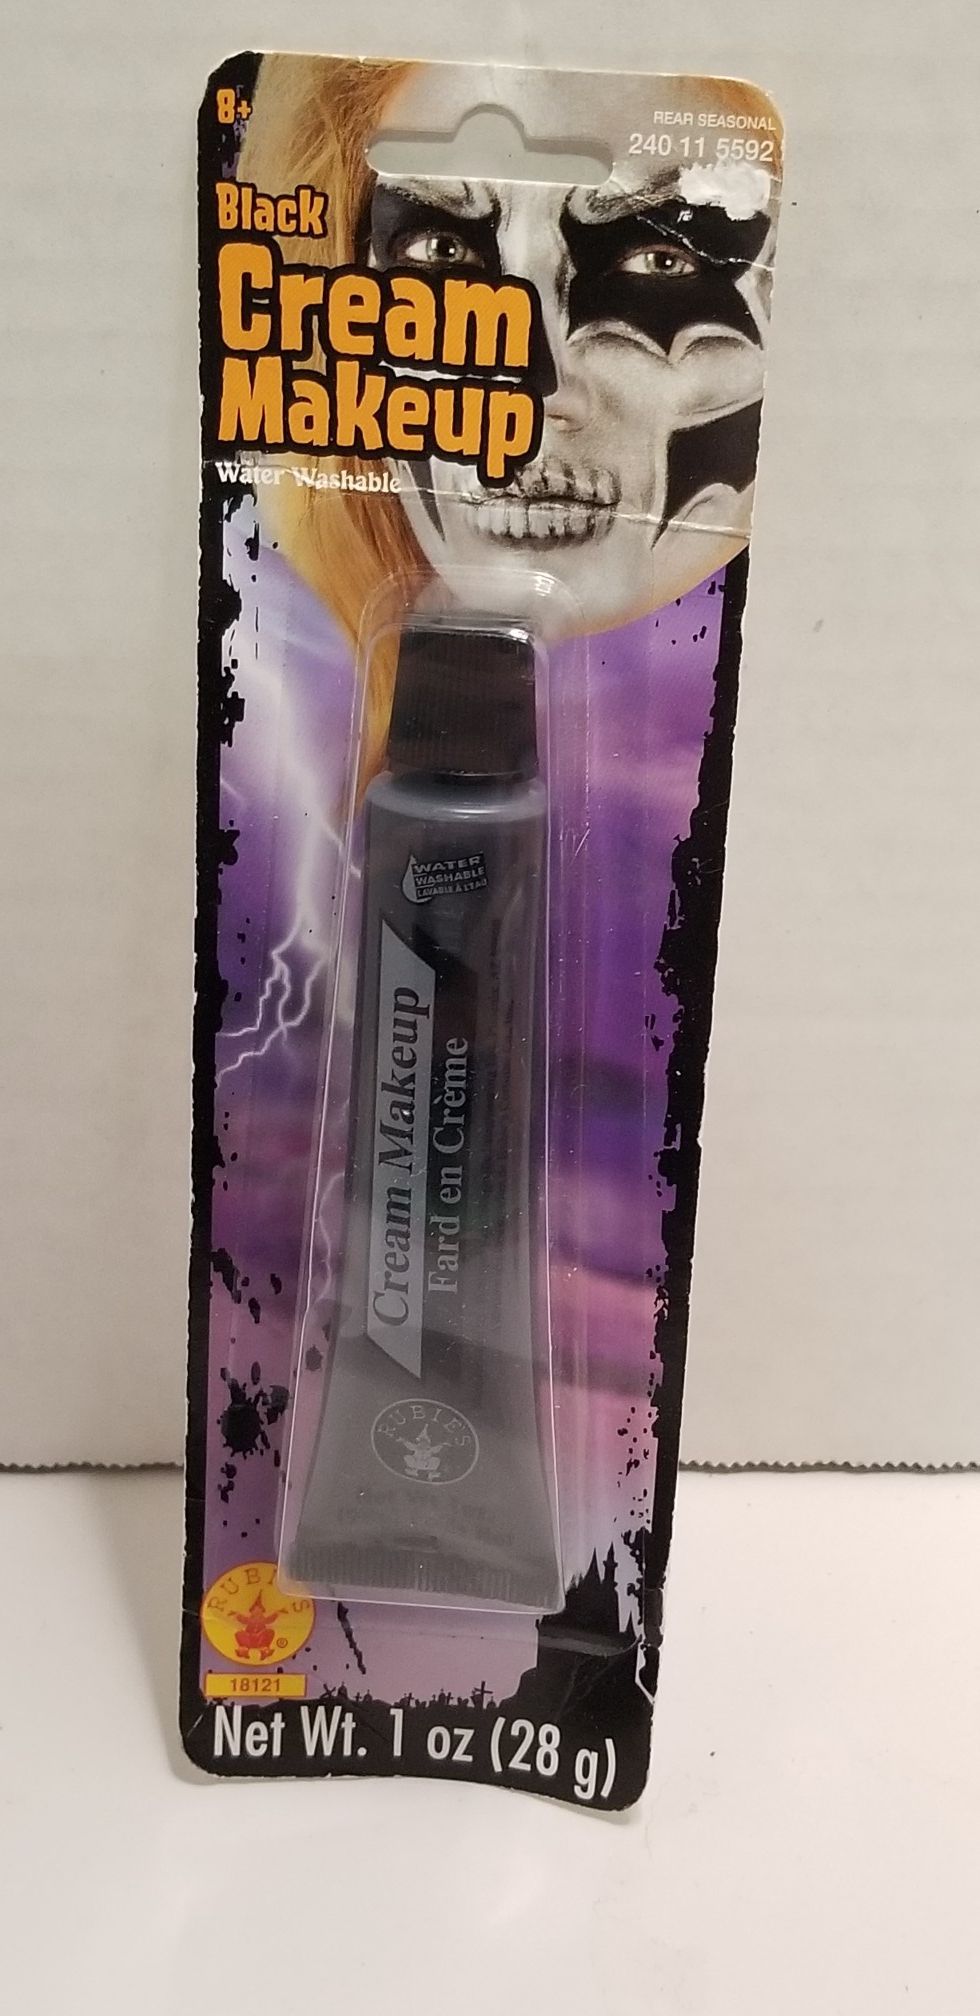 8+
REAR SEASONAL
240 11 5592
Black
Cream
Makeup
Water Washable
WATER
WASHABLE
LAVABLE À L'EAU
Cream Makeup
Fard en Crème
RUBIE'S
RUBIE'S
®
18121
Net Wt. 1 oz (28 g)